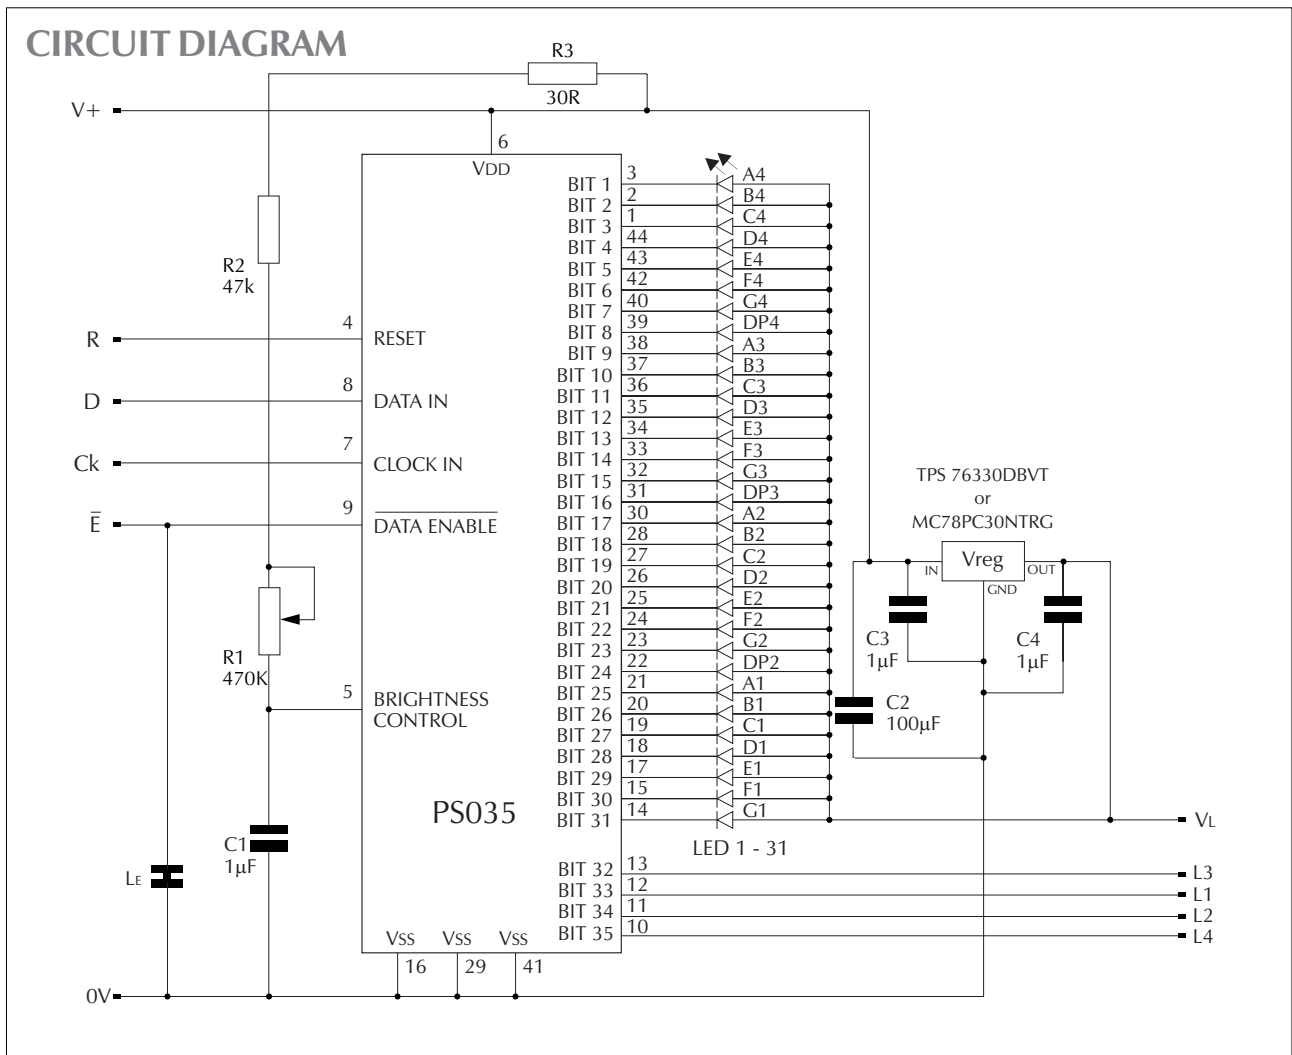 CIRCUIT DIAGRAM
R3
30R
V+
6
VDD
R2
47k
R
4
RESET
D
8
DATA IN
Ck
7
CLOCK IN
E̅
9
DATA ENABLE
R1
470K
5
BRIGHTNESS
CONTROL
PS035
C1
1µF
LE
VSS
VSS
VSS
16
29
41
0V
BIT 1 3 A4
BIT 2 2 B4
BIT 3 1 C4
BIT 4 44 D4
BIT 5 43 E4
BIT 6 42 F4
BIT 7 40 G4
BIT 8 39 DP4
BIT 9 38 A3
BIT 10 37 B3
BIT 11 36 C3
BIT 12 35 D3
BIT 13 34 E3
BIT 14 33 F3
BIT 15 32 G3
BIT 16 31 DP3
BIT 17 30 A2
BIT 18 28 B2
BIT 19 27 C2
BIT 20 26 D2
BIT 21 25 E2
BIT 22 24 F2
BIT 23 23 G2
BIT 24 22 DP2
BIT 25 21 A1
BIT 26 20 B1
BIT 27 19 C1
BIT 28 18 D1
BIT 29 17 E1
BIT 30 15 F1
BIT 31 14 G1
LED 1 - 31
BIT 32 13 L3
BIT 33 12 L1
BIT 34 11 L2
BIT 35 10 L4
TPS 76330DBVT
or
MC78PC30NTRG
IN
Vreg
OUT
GND
C3
1µF
C4
1µF
C2
100µF
VL